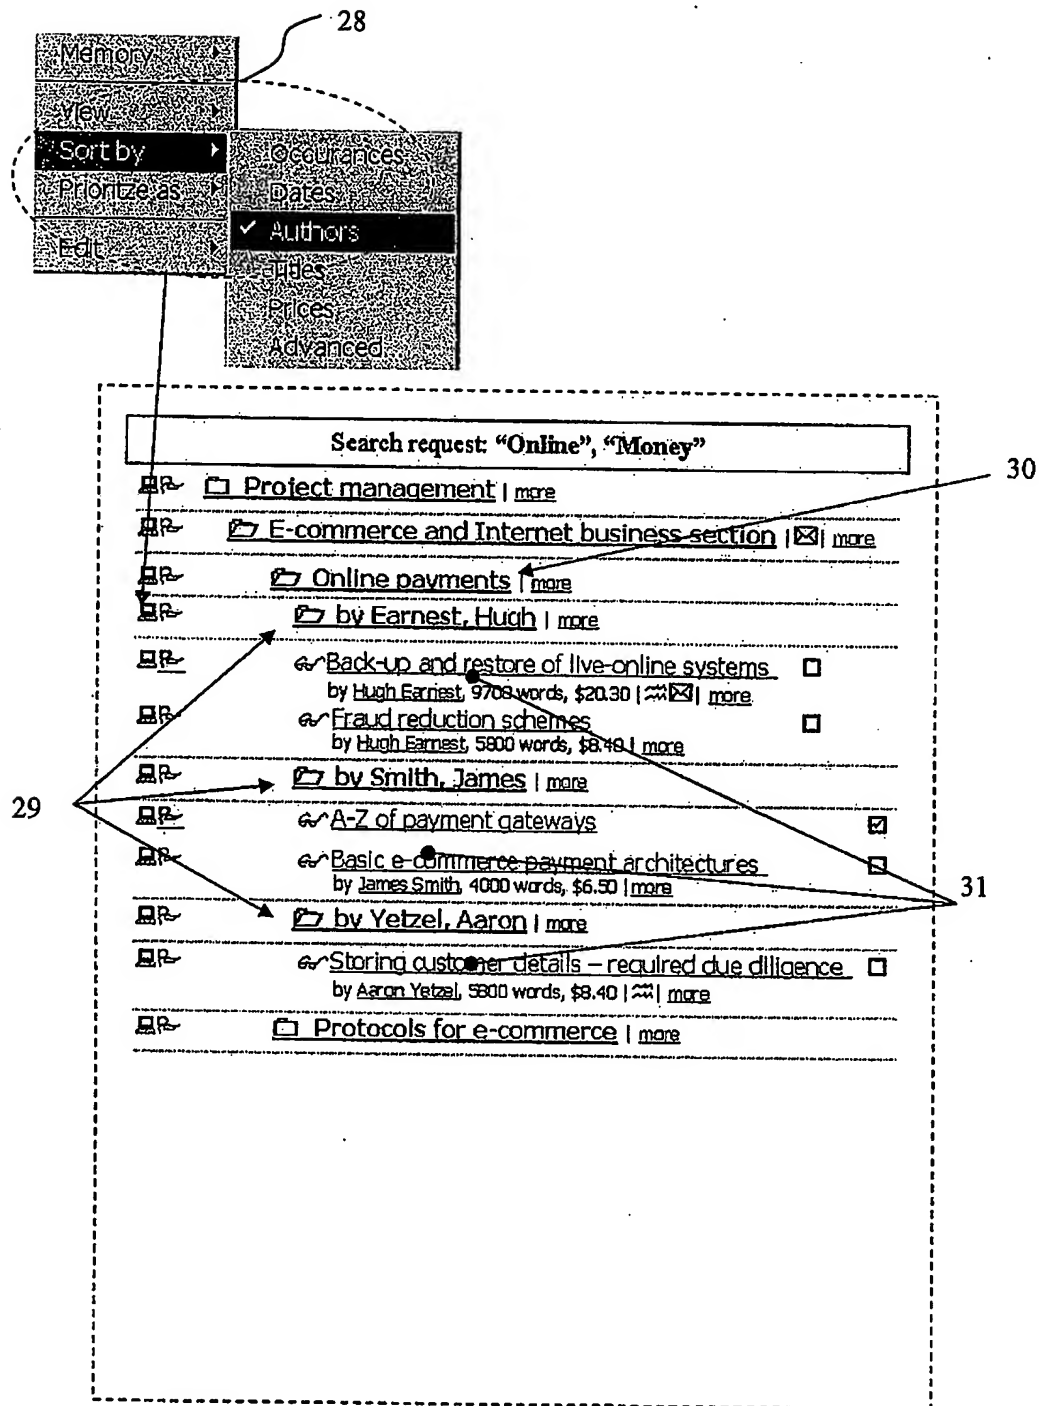 28
Memory
View
Sort by
Prioritze as
Edit
Occurances
Dates
✓ Authors
Titles
Prices
Advanced
Search request: “Online”, “Money”
30
Project management | more
E-commerce and Internet business section | | more
Online payments | more
by Earnest, Hugh | more
Back-up and restore of live-online systems
by Hugh Earnest, 9708 words, $20.30 | | more
Fraud reduction schemes
by Hugh Earnest, 5800 words, $8.40 | more
29
by Smith, James | more
A-Z of payment gateways
Basic e-commerce payment architectures
by James Smith, 4000 words, $6.50 | more
31
by Yetzel, Aaron | more
Storing customer details – required due diligence
by Aaron Yetzel, 5800 words, $8.40 | | more
Protocols for e-commerce | more